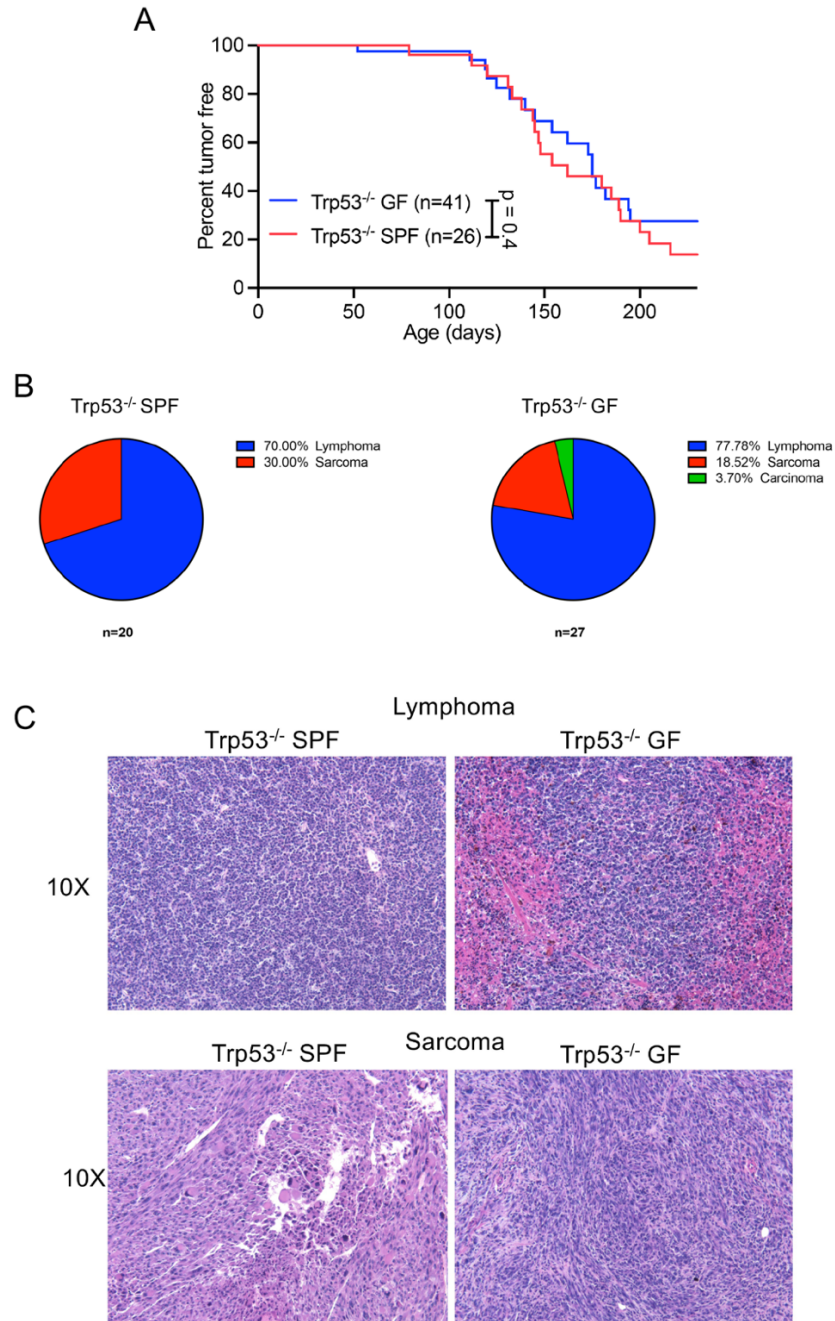 A
100
80
60
40
20
0
Percent tumor free
Trp53-/- GF (n=41)
Trp53-/- SPF (n=26)
p = 0.4
0 50 100 150 200
Age (days)
B
Trp53-/- SPF
70.00% Lymphoma
30.00% Sarcoma
n=20
Trp53-/- GF
77.78% Lymphoma
18.52% Sarcoma
3.70% Carcinoma
n=27
C
Lymphoma
Trp53-/- SPF Trp53-/- GF
10X
Sarcoma
Trp53-/- SPF Trp53-/- GF
10X